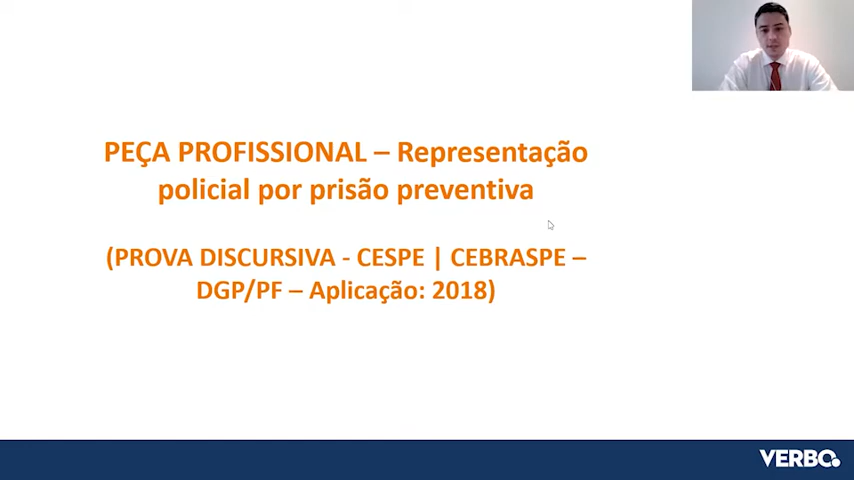 PEÇA PROFISSIONAL – Representação
policial por prisão preventiva
(PROVA DISCURSIVA - CESPE | CEBRASPE –
DGP/PF – Aplicação: 2018)
VERBO.